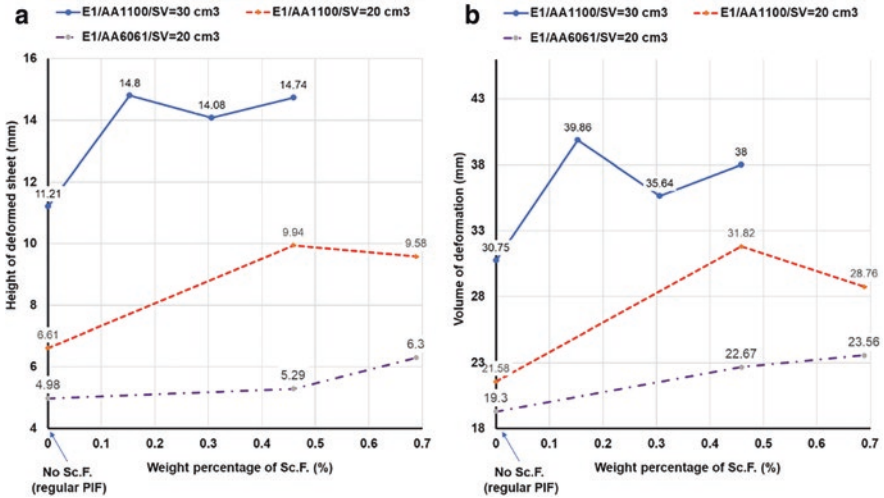 a
E1/AA1100/SV=30 cm3
E1/AA1100/SV=20 cm3
E1/AA6061/SV=20 cm3
Height of deformed sheet (mm)
16
14
12
10
8
6
4
11.21
14.8
14.08
14.74
6.61
9.94
9.58
4.98
5.29
6.3
0 0.1 0.2 0.3 0.4 0.5 0.6 0.7
Weight percentage of Sc.F. (%)
No Sc.F.
(regular PIF)
b
E1/AA1100/SV=30 cm3
E1/AA1100/SV=20 cm3
E1/AA6061/SV=20 cm3
Volume of deformation (mm)
43
38
33
28
23
18
30.75
39.86
35.64
38
21.58
31.82
28.76
19.3
22.67
23.56
0 0.1 0.2 0.3 0.4 0.5 0.6 0.7
Weight percentage of Sc.F. (%)
No Sc.F.
(regular PIF)